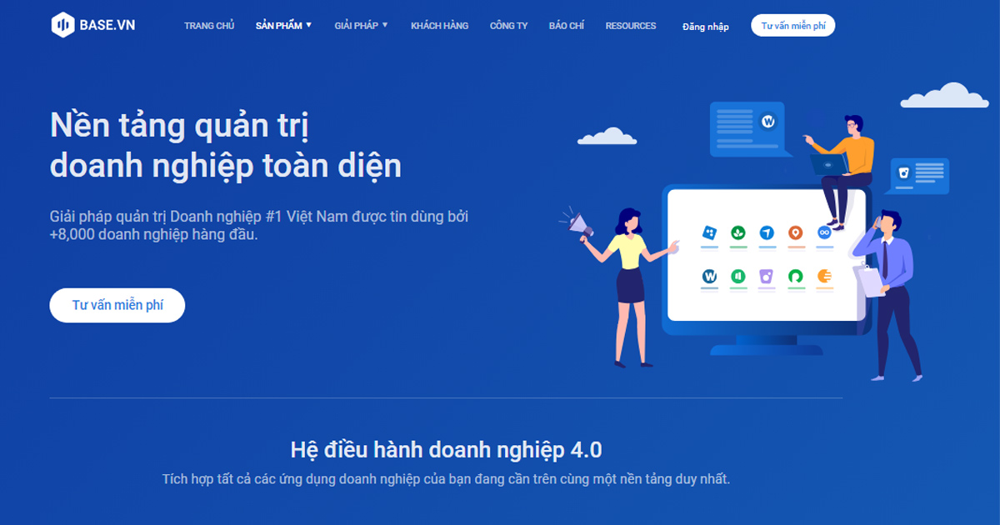 BASE.VN
TRANG CHỦ SẢN PHẨM GIẢI PHÁP KHÁCH HÀNG CÔNG TY BÁO CHÍ RESOURCES Đăng nhập Tư vấn miễn phí
Nền tảng quản trị
doanh nghiệp toàn diện
Giải pháp quản trị Doanh nghiệp #1 Việt Nam được tin dùng bởi
+8,000 doanh nghiệp hàng đầu.
Tư vấn miễn phí
W
W
Hệ điều hành doanh nghiệp 4.0
Tích hợp tất cả các ứng dụng doanh nghiệp của bạn đang cần trên cùng một nền tảng duy nhất.